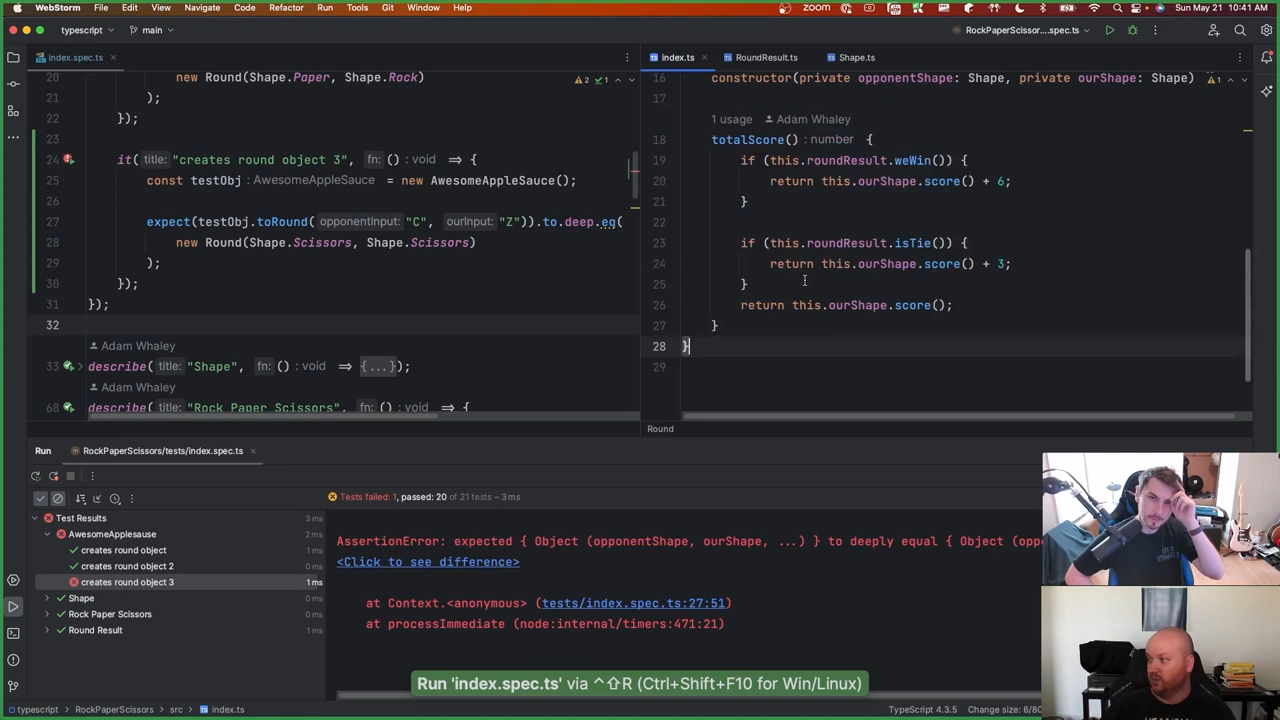 WebStorm File Edit View Navigate Code Refactor Run Tools Git Window Help zoom Sun May 21 10:41 AM
typescript main RockPaperScissor....spec.ts
index.spec.ts
index.ts RoundResult.ts Shape.ts
20 new Round(Shape.Paper, Shape.Rock)
21 );
22 });
23
24 it( title: "creates round object 3", fn: () : void => {
25 const testObj : AwesomeAppleSauce = new AwesomeAppleSauce();
26
27 expect(testObj.toRound( opponentInput: "C", ourInput: "Z")).to.deep.eq(
28 new Round(Shape.Scissors, Shape.Scissors)
29 );
30 });
31 });
32
Adam Whaley
33 describe( title: "Shape", fn: () : void => {...});
Adam Whaley
68 describe( title: "Rock Paper Scissors", fn: () : void => {
2 1
16 constructor(private opponentShape: Shape, private ourShape: Shape) 1
17
1 usage Adam Whaley
18 totalScore() : number {
19 if (this.roundResult.weWin()) {
20 return this.ourShape.score() + 6;
21 }
22
23 if (this.roundResult.isTie()) {
24 return this.ourShape.score() + 3;
25 }
26 return this.ourShape.score();
27 }
28 }
29
Round
Run RockPaperScissors/tests/index.spec.ts
Tests failed: 1, passed: 20 of 21 tests – 3 ms
Test Results 3 ms
AwesomeApplesause 2 ms
creates round object 1 ms
creates round object 2 0 ms
creates round object 3 1 ms
Shape 0 ms
Rock Paper Scissors 0 ms
Round Result 0 ms
AssertionError: expected { Object (opponentShape, ourShape, ...) } to deeply equal { Object (oppo
<Click to see difference>
at Context.<anonymous> (tests/index.spec.ts:27:51)
at processImmediate (node:internal/timers:471:21)
Run 'index.spec.ts' via ^⇧R (Ctrl+Shift+F10 for Win/Linux)
typescript > RockPaperScissors > src > index.ts TypeScript 4.3.5 Change size: 6/80